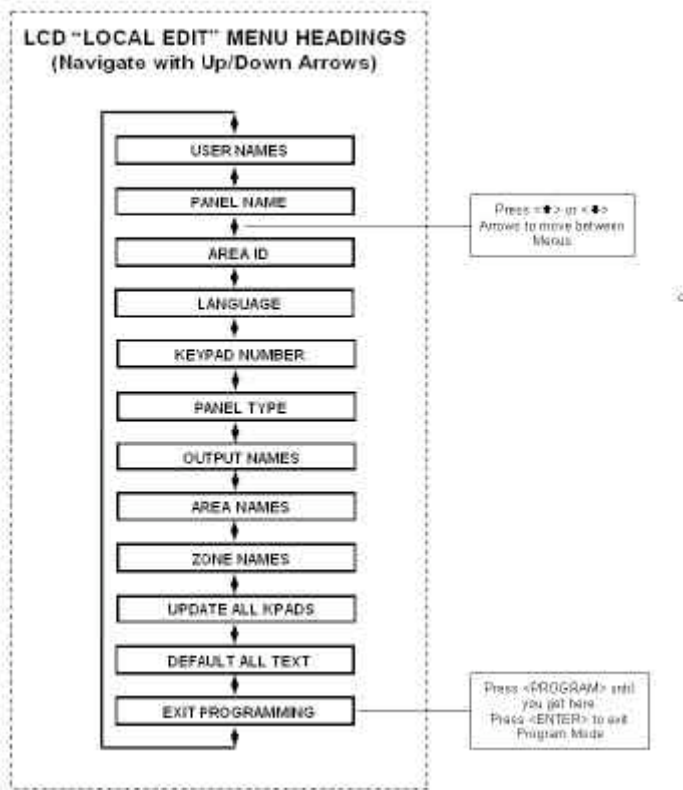 LCD “LOCAL EDIT” MENU HEADINGS
(Navigate with Up/Down Arrows)
USER NAMES
PANEL NAME
Press <⬆> or <⬇>
Arrows to move between
Menus
AREA ID
LANGUAGE
KEYPAD NUMBER
PANEL TYPE
OUTPUT NAMES
AREA NAMES
ZONE NAMES
UPDATE ALL KPADS
DEFAULT ALL TEXT
EXIT PROGRAMMING
Press <PROGRAM> until
you get here
Press <ENTER> to exit
Program Mode